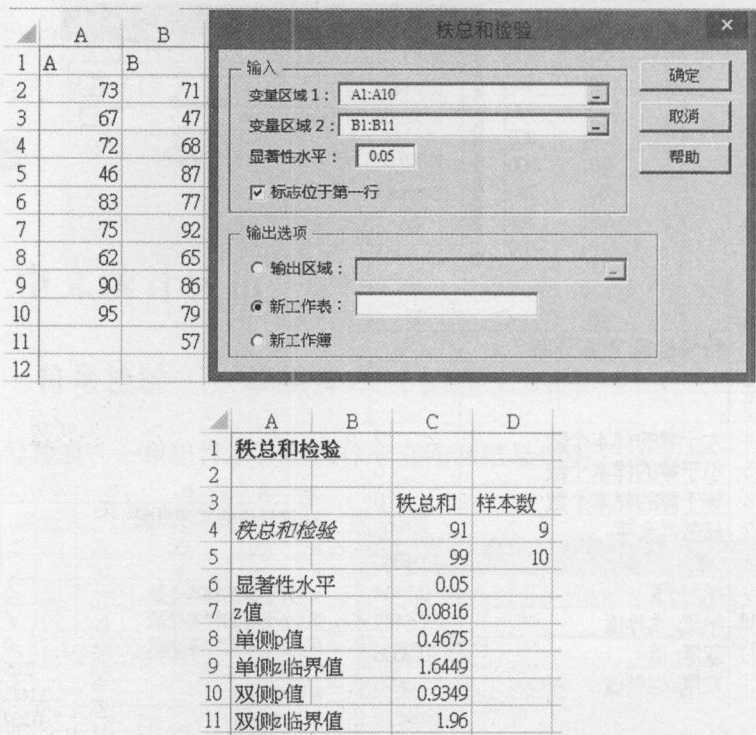 A B
1 A B
2 73 71
3 67 47
4 72 68
5 46 87
6 83 77
7 75 92
8 62 65
9 90 86
10 95 79
11 57
12
秩总和检验
×
输入
变量区域 1： A1:A10
变量区域 2： B1:B11
显著性水平： 0.05
标志位于第一行
确定
取消
帮助
输出选项
输出区域：
新工作表：
新工作簿
A B C D
1 秩总和检验
2
3 秩总和 样本数
4 秩总和检验 91 9
5 99 10
6 显著性水平 0.05
7 z值 0.0816
8 单侧p值 0.4675
9 单侧z临界值 1.6449
10 双侧p值 0.9349
11 双侧z临界值 1.96